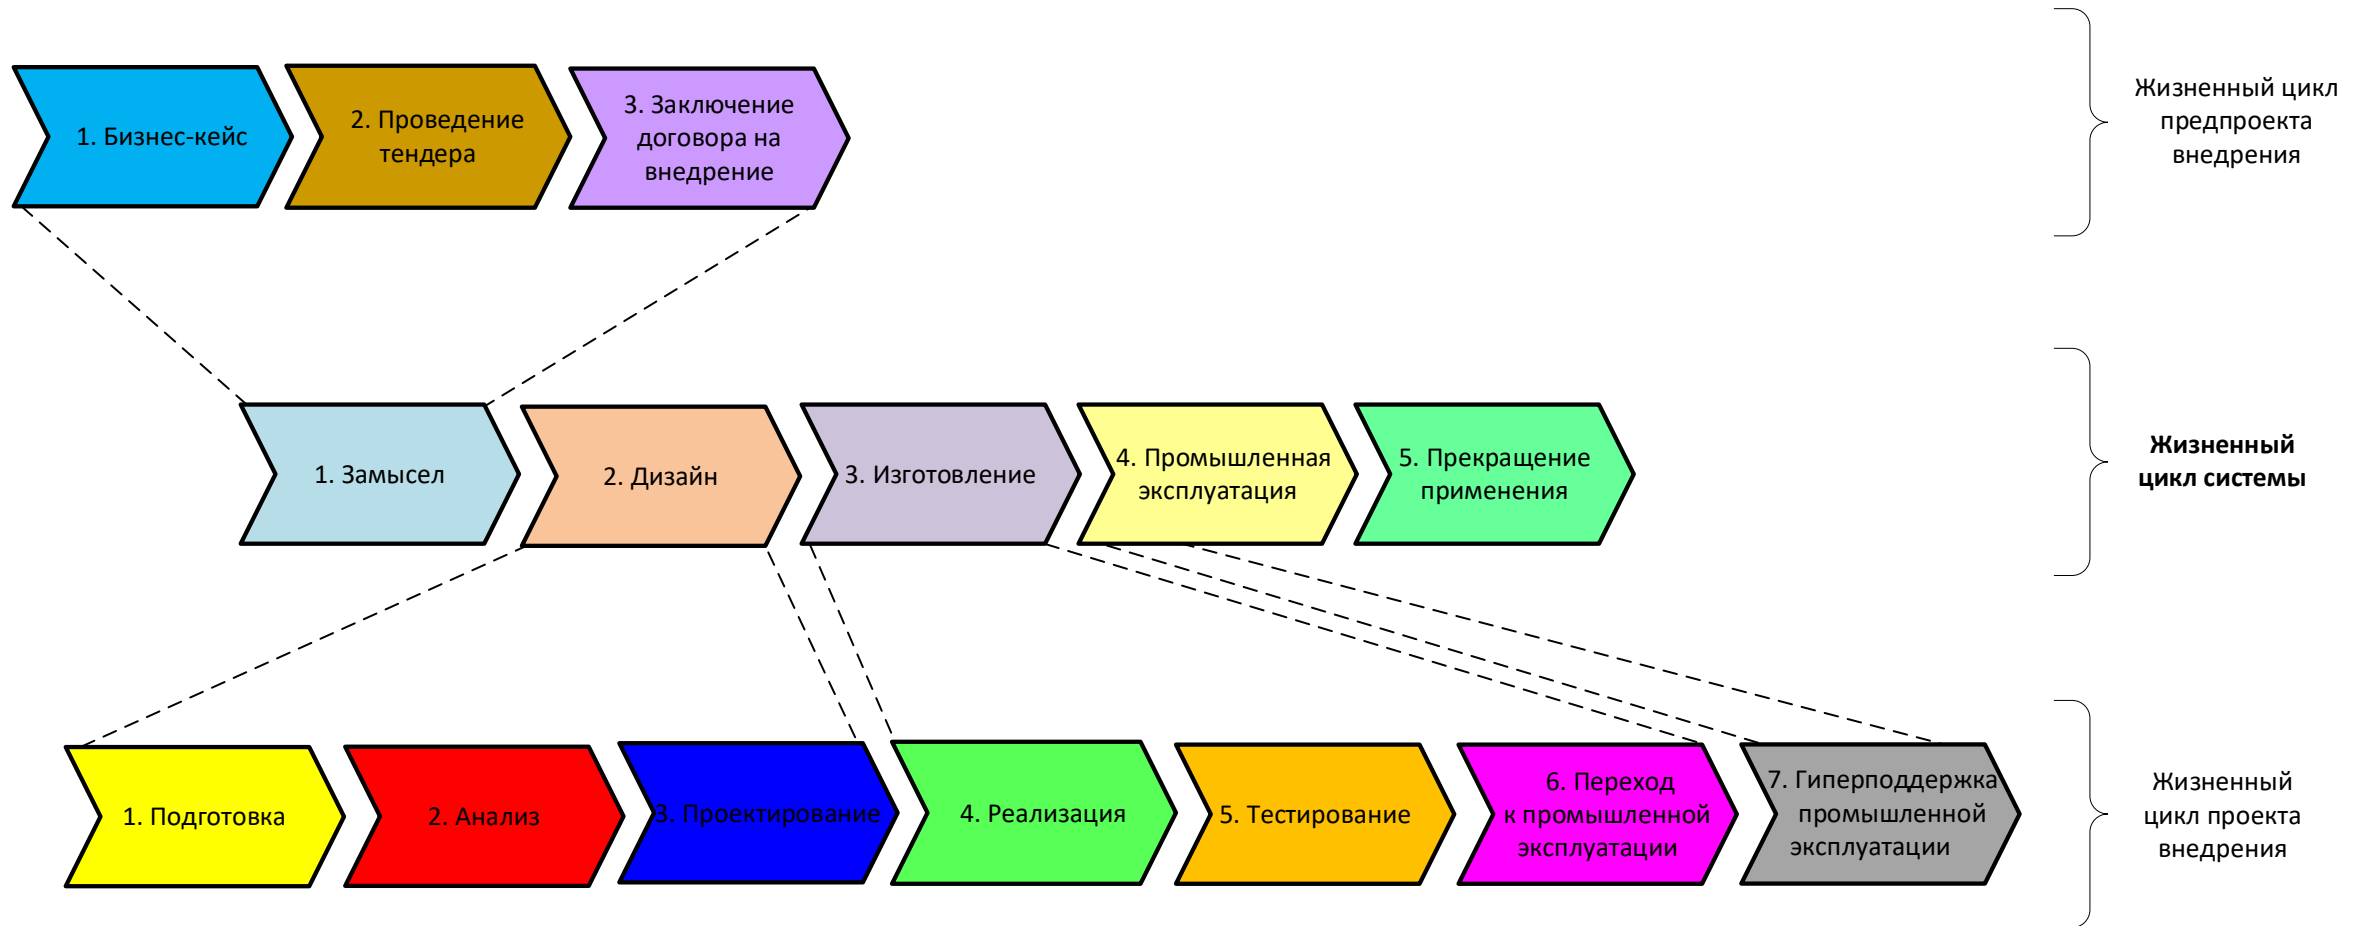 1. Бизнес-кейс
2. Проведение
тендера
3. Заключение
договора на
внедрение
Жизненный цикл
предпроекта
внедрения
1. Замысел
2. Дизайн
3. Изготовление
4. Промышленная
эксплуатация
5. Прекращение
применения
Жизненный
цикл системы
1. Подготовка
2. Анализ
3. Проектирование
4. Реализация
5. Тестирование
6. Переход
к промышленной
эксплуатации
7. Гиперподдержка
промышленной
эксплуатации
Жизненный
цикл проекта
внедрения